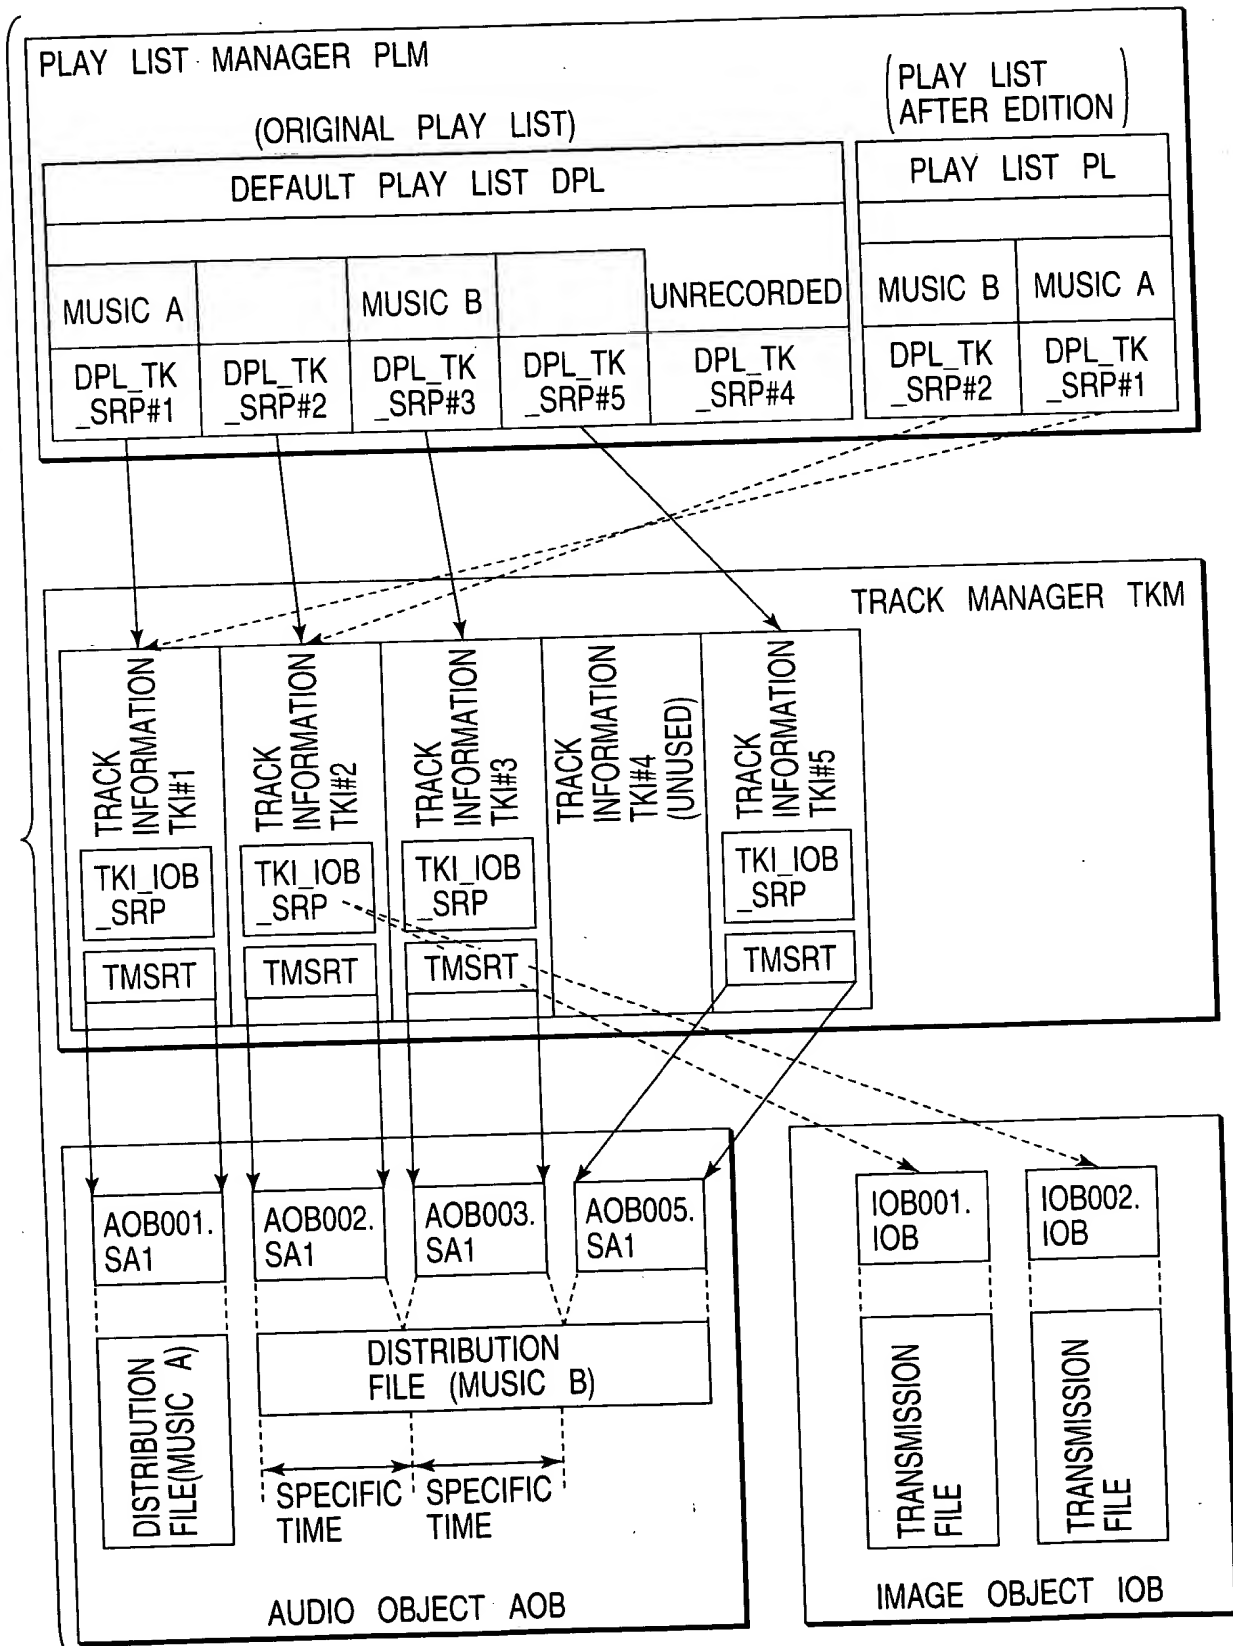 PLAY LIST MANAGER PLM
(PLAY LIST
AFTER EDITION)
(ORIGINAL PLAY LIST)
DEFAULT PLAY LIST DPL
PLAY LIST PL
MUSIC A
MUSIC B
UNRECORDED
MUSIC B
MUSIC A
DPL_TK
_SRP#1
DPL_TK
_SRP#2
DPL_TK
_SRP#3
DPL_TK
_SRP#5
DPL_TK
_SRP#4
DPL_TK
_SRP#2
DPL_TK
_SRP#1
TRACK MANAGER TKM
TRACK
INFORMATION
TKI#1
TRACK
INFORMATION
TKI#2
TRACK
INFORMATION
TKI#3
TRACK
INFORMATION
TKI#4
(UNUSED)
TRACK
INFORMATION
TKI#5
TKI_IOB
_SRP
TKI_IOB
_SRP
TKI_IOB
_SRP
TKI_IOB
_SRP
TMSRT
TMSRT
TMSRT
TMSRT
AOB001.
SA1
AOB002.
SA1
AOB003.
SA1
AOB005.
SA1
IOB001.
IOB
IOB002.
IOB
DISTRIBUTION
FILE(MUSIC A)
DISTRIBUTION
FILE (MUSIC B)
SPECIFIC
TIME
SPECIFIC
TIME
TRANSMISSION
FILE
TRANSMISSION
FILE
AUDIO OBJECT AOB
IMAGE OBJECT IOB